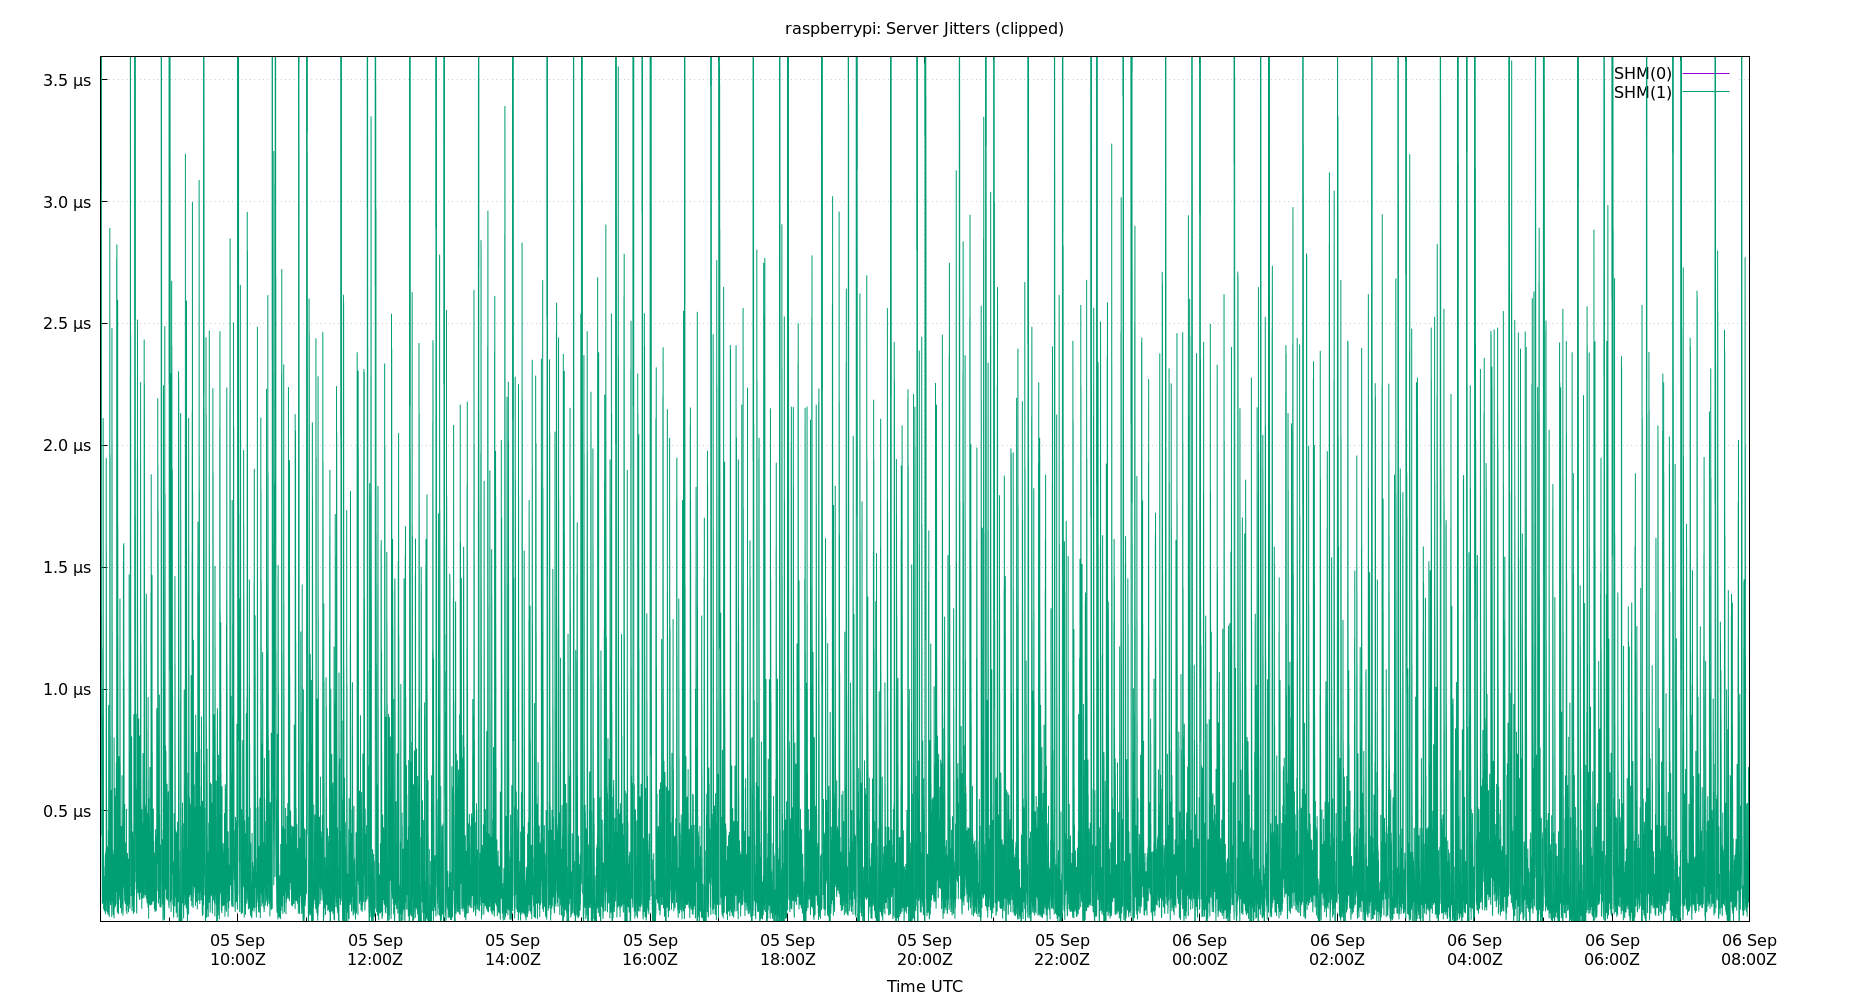 raspberrypi: Server Jitters (clipped)
SHM(0)
SHM(1)
3.5 µs
3.0 µs
2.5 µs
2.0 µs
1.5 µs
1.0 µs
0.5 µs
05 Sep 05 Sep 05 Sep 05 Sep 05 Sep 05 Sep 05 Sep 06 Sep 06 Sep 06 Sep 06 Sep 06 Sep
10:00Z 12:00Z 14:00Z 16:00Z 18:00Z 20:00Z 22:00Z 00:00Z 02:00Z 04:00Z 06:00Z 08:00Z
Time UTC